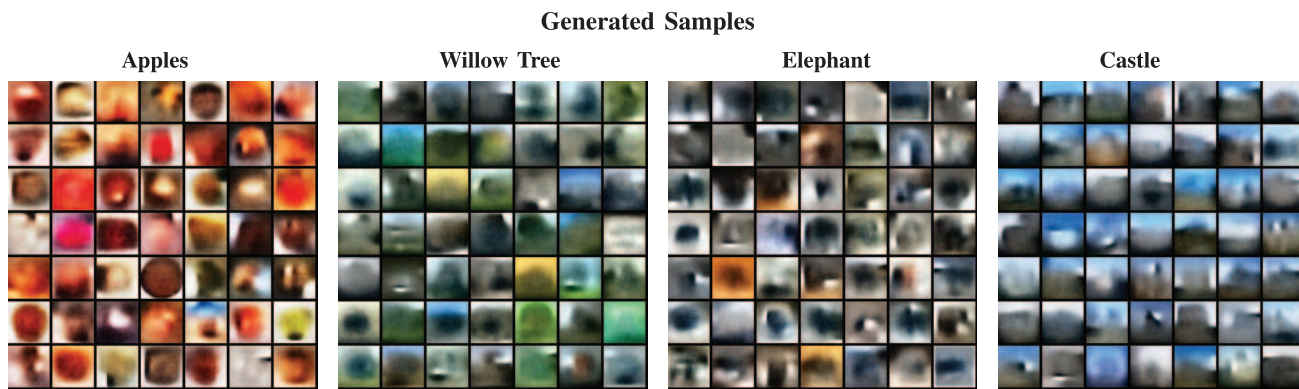 Generated Samples
Apples
Willow Tree
Elephant
Castle